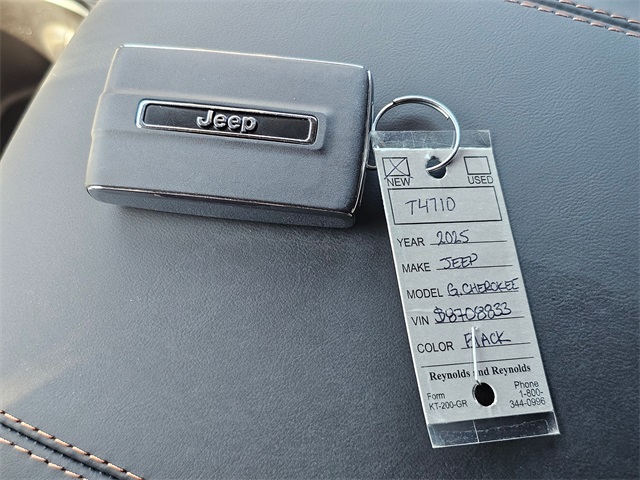 Jeep
NEW USED
T4710
YEAR 2025
MAKE JEEP
MODEL G.CHEROKEE
VIN S8708833
COLOR BLACK
Reynolds and Reynolds
Form KT-200-GR
Phone 1-800-344-0996